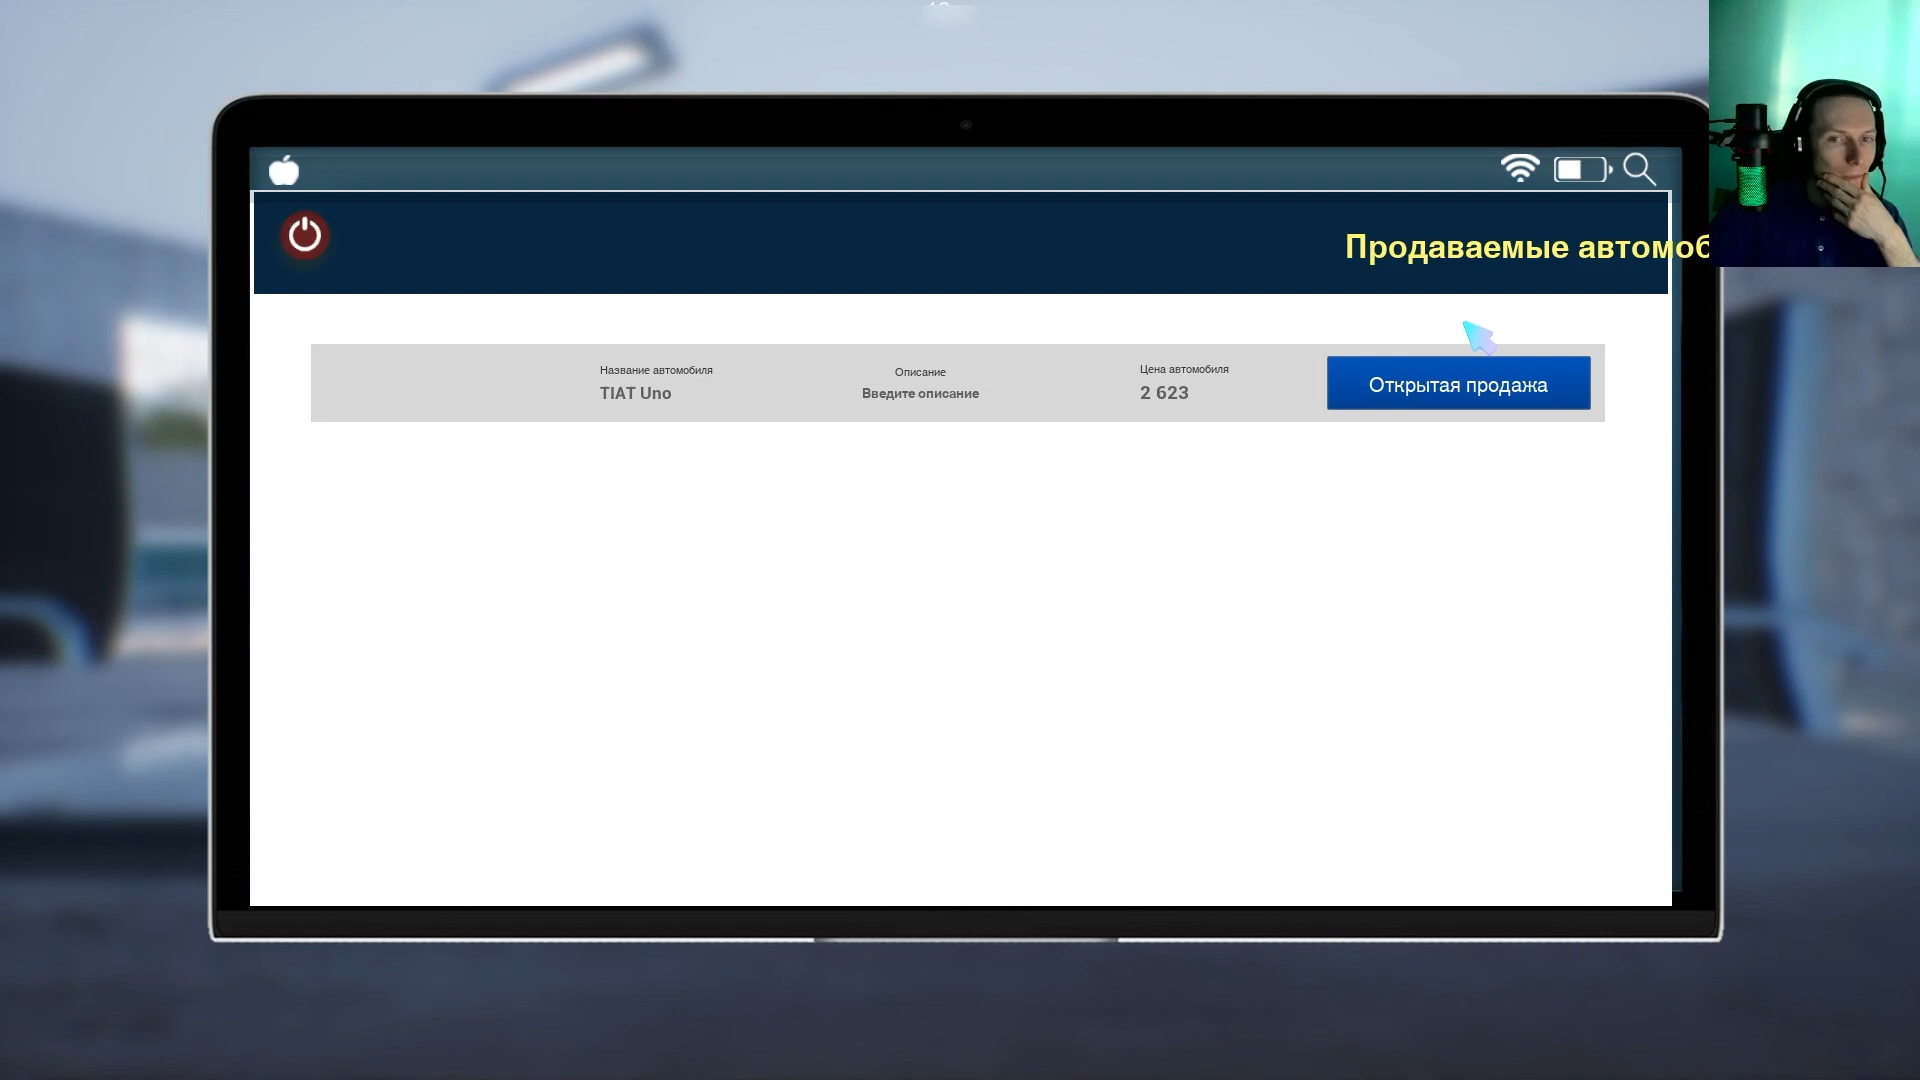 Продаваемые автомоб
Название автомобиля
TIAT Uno
Описание
Введите описание
Цена автомобиля
2 623
Открытая продажа